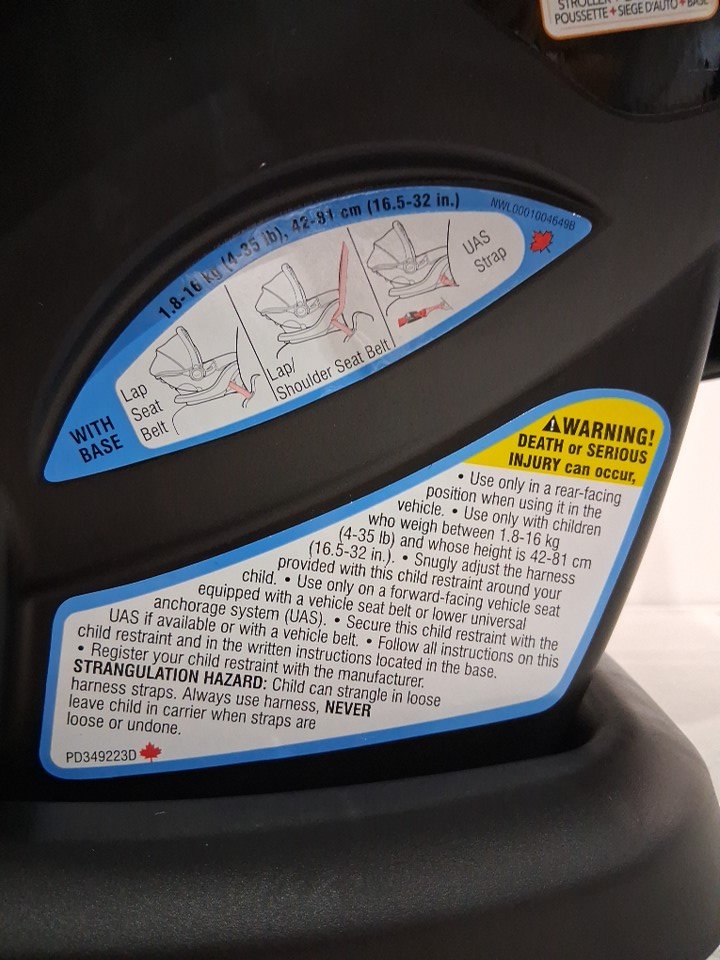 STROLLER
POUSSETTE + SIEGE D'AUTO + BASE
1.8-16 kg (4-35 lb), 42-81 cm (16.5-32 in.)
NWL0001004649B
WITH
BASE
Lap
Seat
Belt
Lap/
Shoulder Seat Belt
UAS
Strap
WARNING!
DEATH or SERIOUS
INJURY can occur,
• Use only in a rear-facing
position when using it in the
vehicle. • Use only with children
who weigh between 1.8-16 kg
(4-35 lb) and whose height is 42-81 cm
(16.5-32 in.). • Snugly adjust the harness
provided with this child restraint around your
child. • Use only on a forward-facing vehicle seat
equipped with a vehicle seat belt or lower universal
anchorage system (UAS). • Secure this child restraint with the
UAS if available or with a vehicle belt. • Follow all instructions on this
child restraint and in the written instructions located in the base.
• Register your child restraint with the manufacturer.
STRANGULATION HAZARD: Child can strangle in loose
harness straps. Always use harness, NEVER
leave child in carrier when straps are
loose or undone.
PD349223D